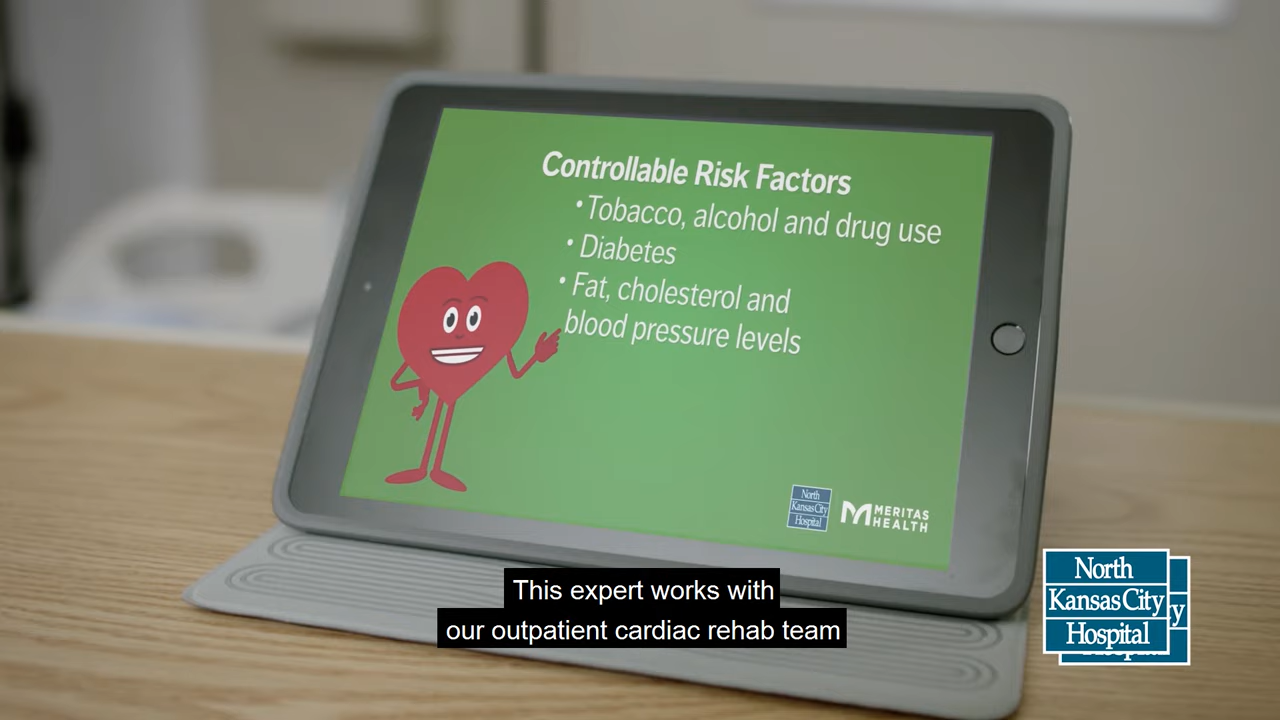 Controllable Risk Factors
• Tobacco, alcohol and drug use
• Diabetes
• Fat, cholesterol and
blood pressure levels
North
Kansas City
Hospital
MERITAS
HEALTH
This expert works with
our outpatient cardiac rehab team
North
Kansas City
Hospital